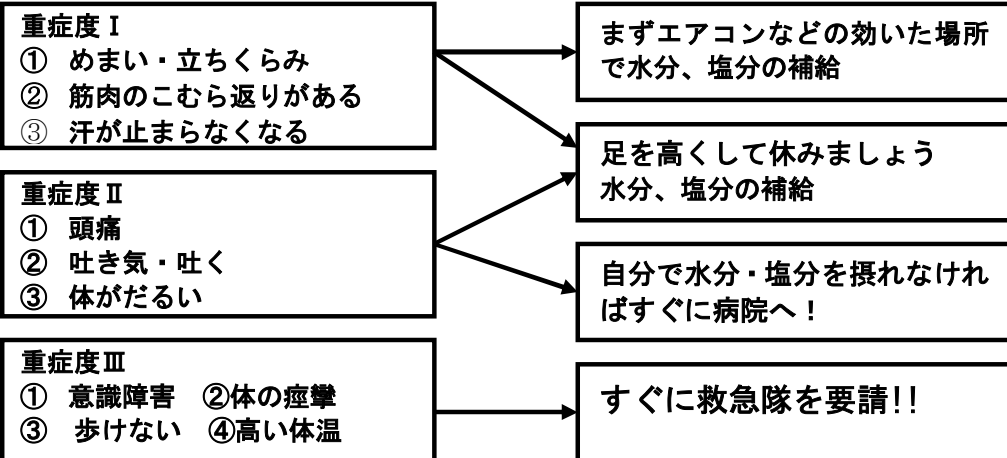 重症度Ⅰ
① めまい・立ちくらみ
② 筋肉のこむら返りがある
③ 汗が止まらなくなる
まずエアコンなどの効いた場所
で水分、塩分の補給
足を高くして休みましょう
水分、塩分の補給
重症度Ⅱ
① 頭痛
② 吐き気・吐く
③ 体がだるい
自分で水分・塩分を摂れなけれ
ばすぐに病院へ！
重症度Ⅲ
① 意識障害 ②体の痙攣
③ 歩けない ④高い体温
すぐに救急隊を要請!!